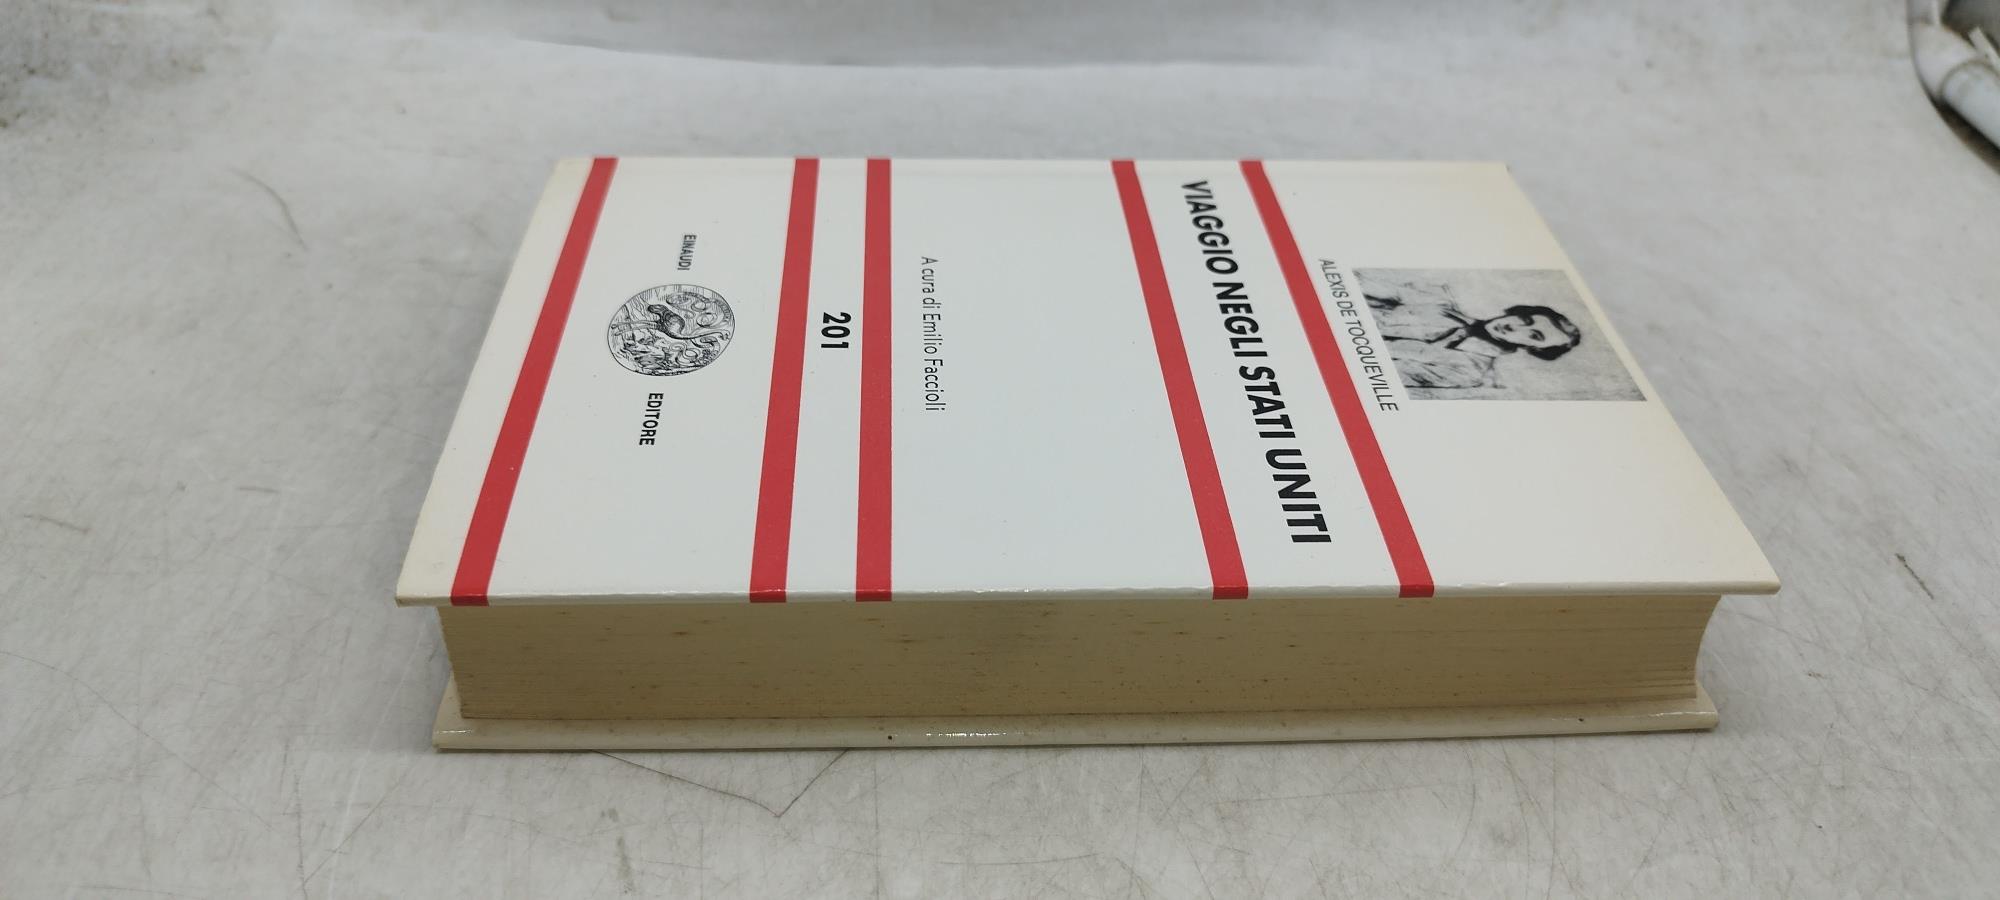 ALEXIS DE TOCQUEVILLE
VIAGGIO NEGLI STATI UNITI
A cura di Emilio Faccioli
201
EINAUDI
EDITORE